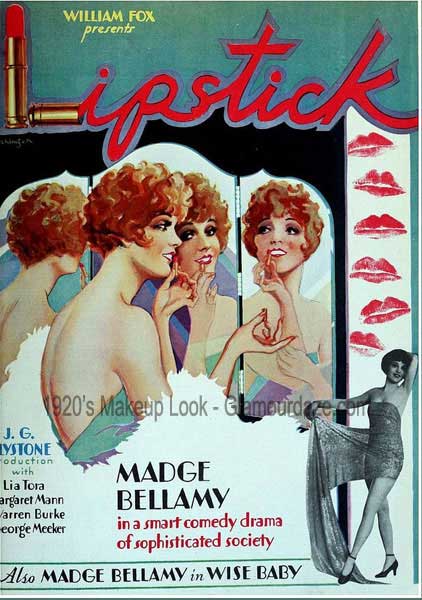 WILLIAM FOX
presents
Lipstick
1920's Makeup Look - Glamourdaze.com
J. G.
YSTONE
roduction
with
Lia Tora
argaret Mann
arren Burke
eorge Meeker
MADGE
BELLAMY
in a smart comedy drama
of sophisticated society
Also MADGE BELLAMY in WISE BABY